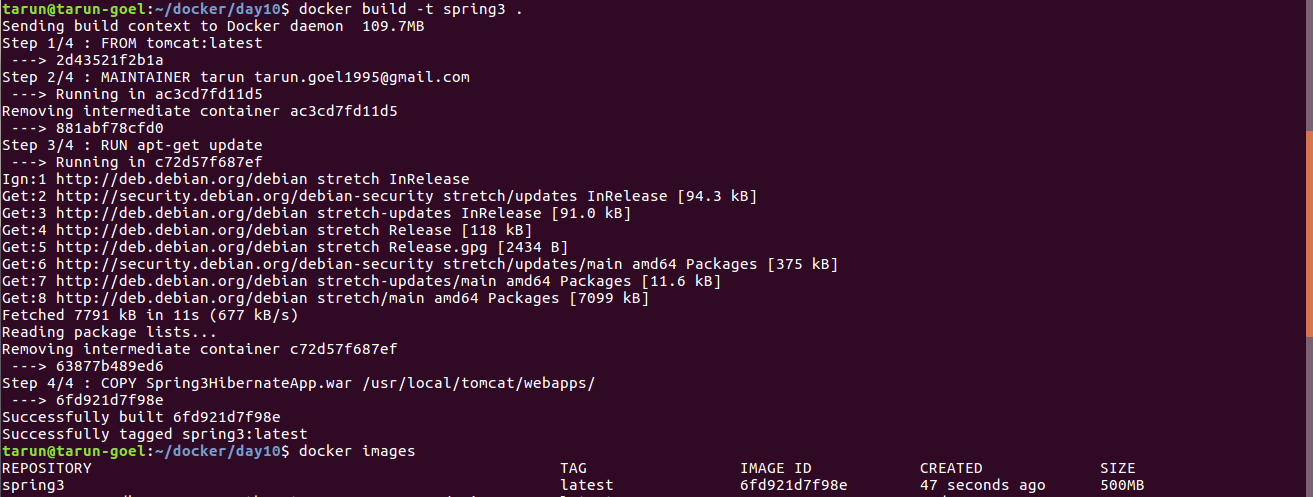 tarun@tarun-goel:~/docker/day10$ docker build -t spring3 .
Sending build context to Docker daemon  109.7MB
Step 1/4 : FROM tomcat:latest
 ---> 2d43521f2b1a
Step 2/4 : MAINTAINER tarun tarun.goel1995@gmail.com
 ---> Running in ac3cd7fd11d5
Removing intermediate container ac3cd7fd11d5
 ---> 881abf78cfd0
Step 3/4 : RUN apt-get update
 ---> Running in c72d57f687ef
Ign:1 http://deb.debian.org/debian stretch InRelease
Get:2 http://security.debian.org/debian-security stretch/updates InRelease [94.3 kB]
Get:3 http://deb.debian.org/debian stretch-updates InRelease [91.0 kB]
Get:4 http://deb.debian.org/debian stretch Release [118 kB]
Get:5 http://deb.debian.org/debian stretch Release.gpg [2434 B]
Get:6 http://security.debian.org/debian-security stretch/updates/main amd64 Packages [375 kB]
Get:7 http://deb.debian.org/debian stretch-updates/main amd64 Packages [11.6 kB]
Get:8 http://deb.debian.org/debian stretch/main amd64 Packages [7099 kB]
Fetched 7791 kB in 11s (677 kB/s)
Reading package lists...
Removing intermediate container c72d57f687ef
 ---> 63877b489ed6
Step 4/4 : COPY Spring3HibernateApp.war /usr/local/tomcat/webapps/
 ---> 6fd921d7f98e
Successfully built 6fd921d7f98e
Successfully tagged spring3:latest
tarun@tarun-goel:~/docker/day10$ docker images
REPOSITORY TAG IMAGE ID CREATED SIZE
spring3 latest 6fd921d7f98e 47 seconds ago 500MB